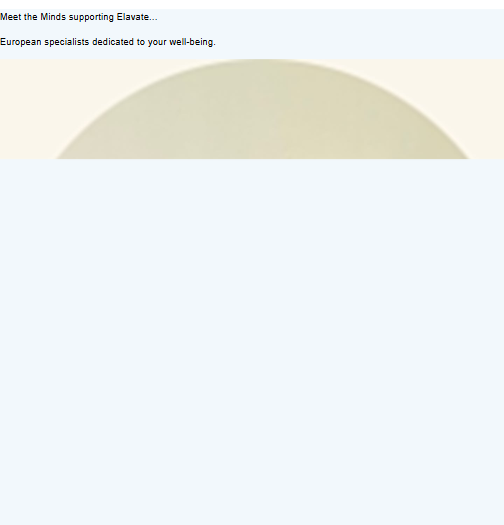 Meet the Minds supporting Elavate...
European specialists dedicated to your well-being.